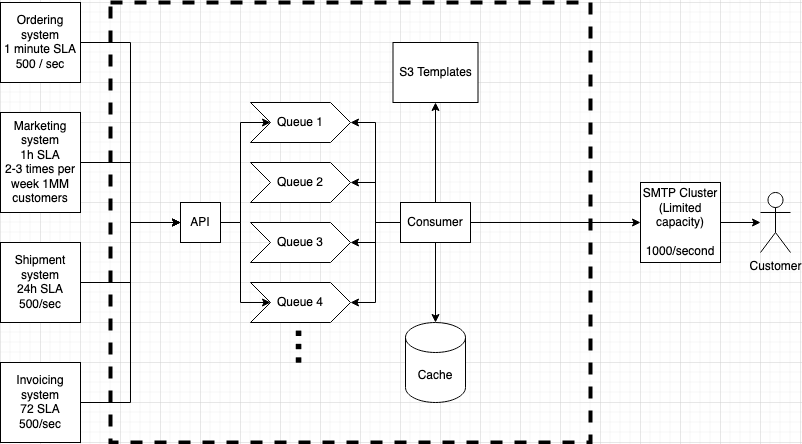 Ordering
system
1 minute SLA
500 / sec
Marketing
system
1h SLA
2-3 times per
week 1MM
customers
Shipment
system
24h SLA
500/sec
Invoicing
system
72 SLA
500/sec
API
Queue 1
Queue 2
Queue 3
Queue 4
S3 Templates
Consumer
Cache
SMTP Cluster
(Limited
capacity)
1000/second
Customer